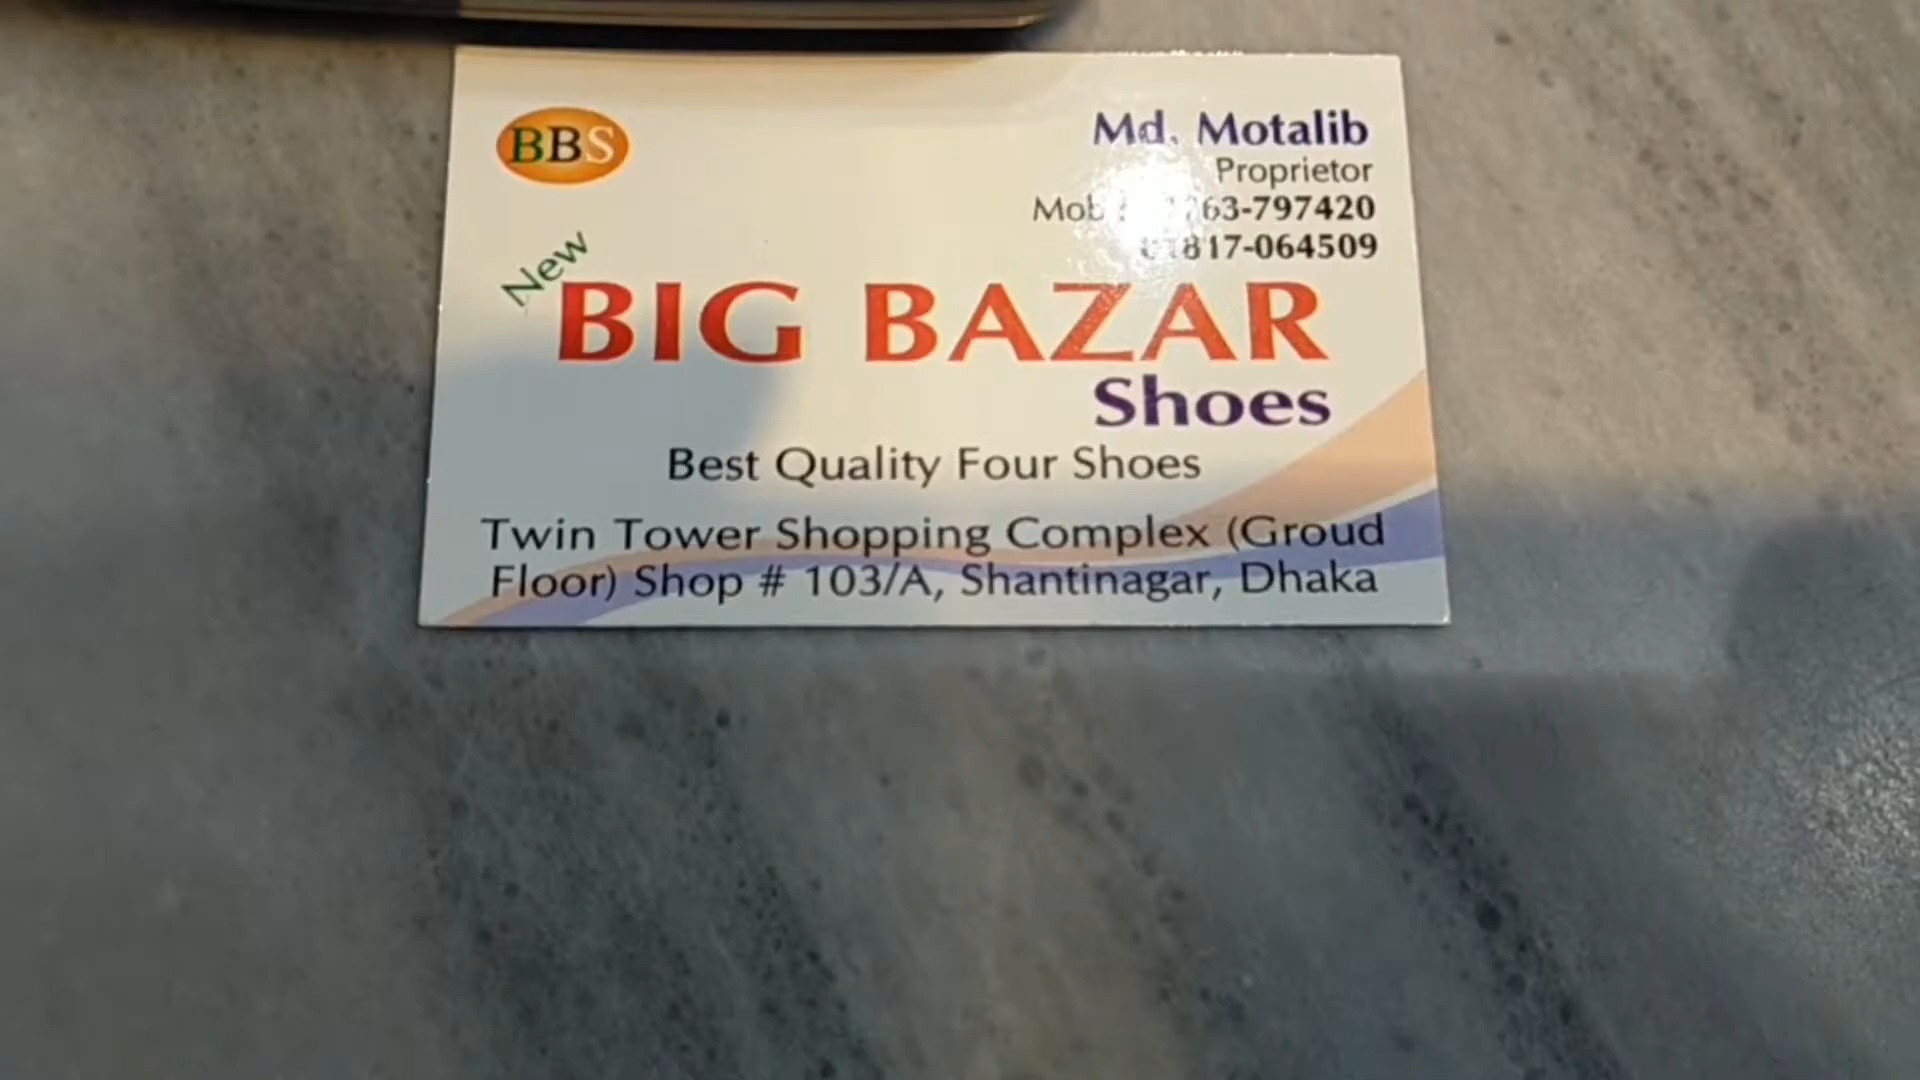 BBS
Md. Motalib
Proprietor
63-797420
01817-064509
New
BIG BAZAR
Shoes
Best Quality Four Shoes
Twin Tower Shopping Complex (Groud
Floor) Shop # 103/A, Shantinagar, Dhaka